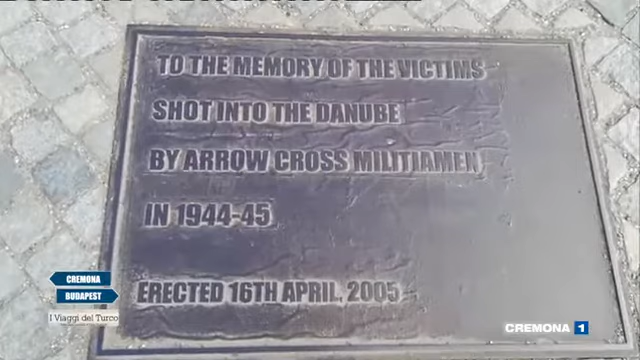 TO THE MEMORY OF THE VICTIMS
SHOT INTO THE DANUBE
BY ARROW CROSS MILITIAMEN
IN 1944-45
ERECTED 16TH APRIL, 2005
CREMONA
BUDAPEST
I Viaggi del Turco
CREMONA 1